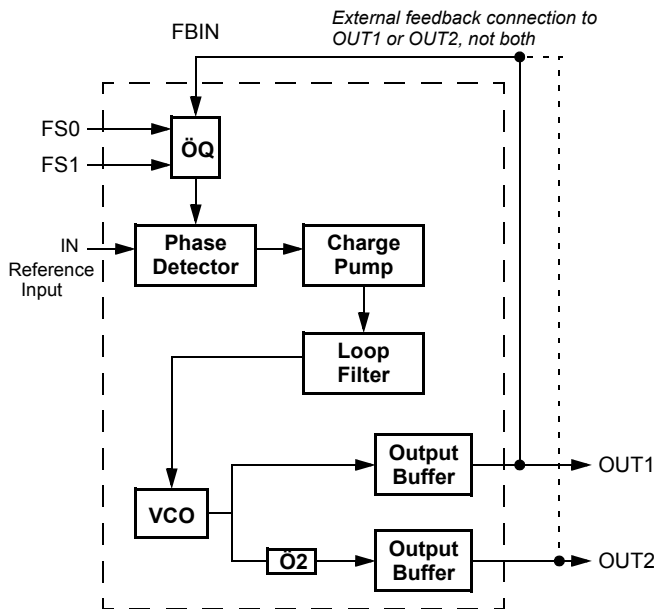 External feedback connection to
OUT1 or OUT2, not both
FBIN
FS0
FS1
ÖQ
IN
Reference
Input
Phase
Detector
Charge
Pump
Loop
Filter
VCO
Output
Buffer
OUT1
Ö2
Output
Buffer
OUT2